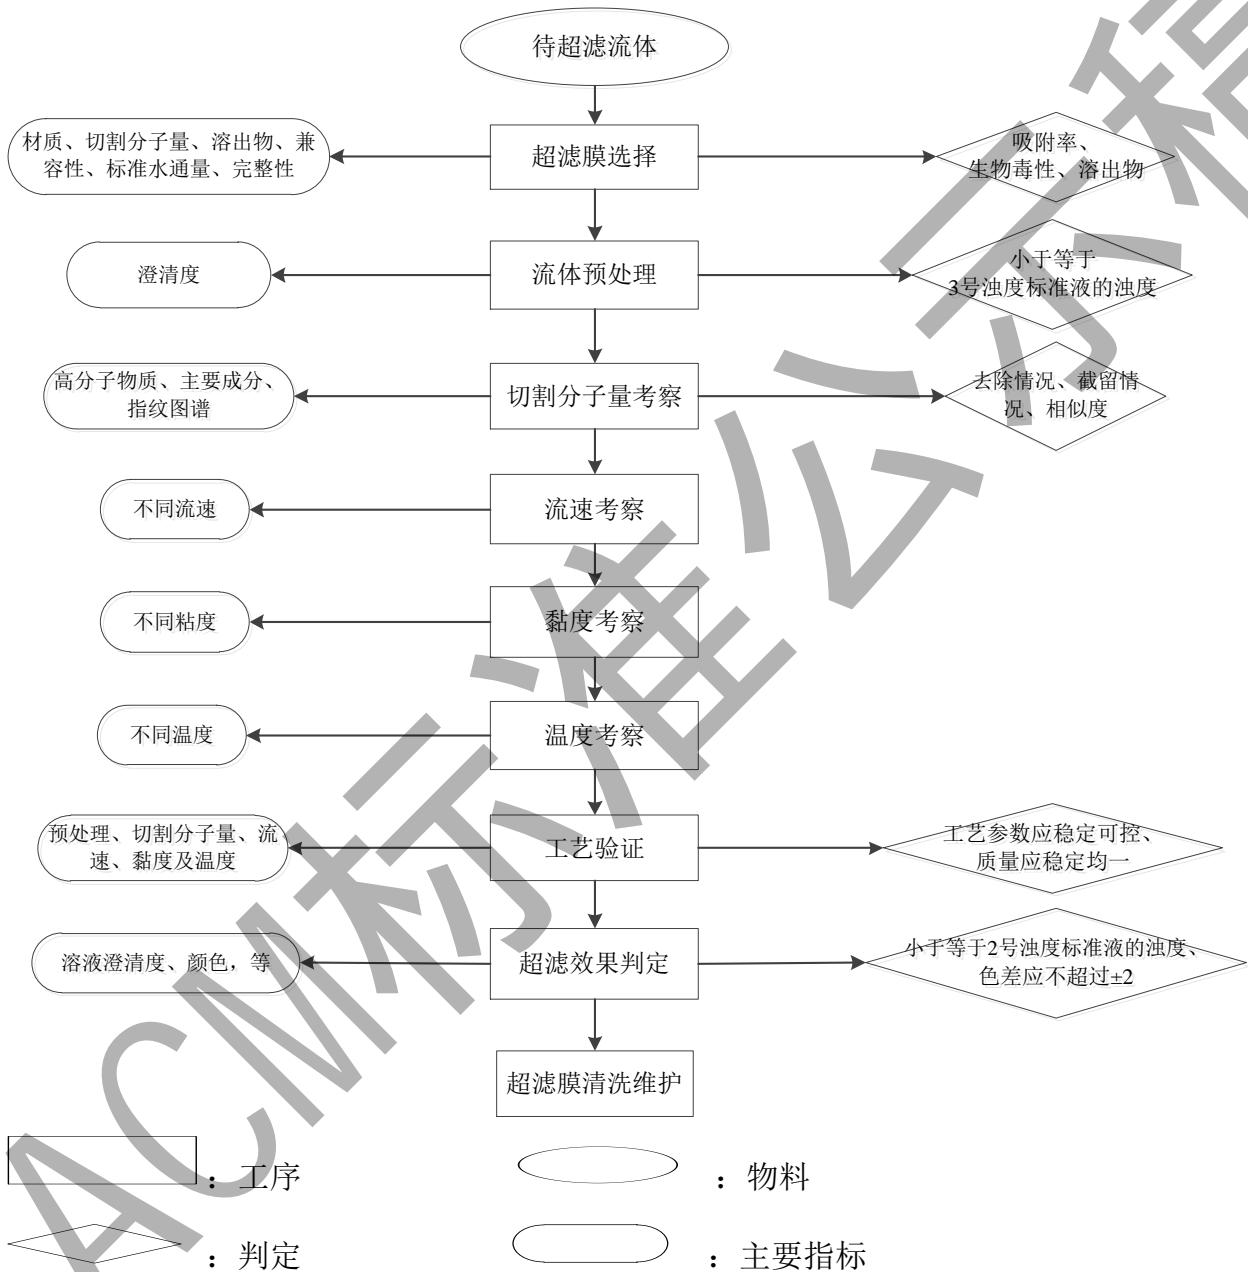 待超滤流体
材质、切割分子量、溶出物、兼
容性、标准水通量、完整性
超滤膜选择
吸附率、
生物毒性、溶出物
澄清度
流体预处理
小于等于
3号浊度标准液的浊度
高分子物质、主要成分、
指纹图谱
切割分子量考察
去除情况、截留情
况、相似度
不同流速
流速考察
不同粘度
黏度考察
不同温度
温度考察
预处理、切割分子量、流
速、黏度及温度
工艺验证
工艺参数应稳定可控、
质量应稳定均一
溶液澄清度、颜色，等
超滤效果判定
小于等于2号浊度标准液的浊度、
色差应不超过±2
超滤膜清洗维护
：工序
：物料
：判定
：主要指标
ACM标准公示稿